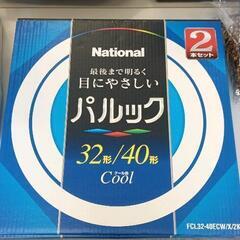 National
2
本セット
最後まで明るく
目にやさしい
パルック
32形/40形
クール色
Cool
FCL32-40ECW/X/2K